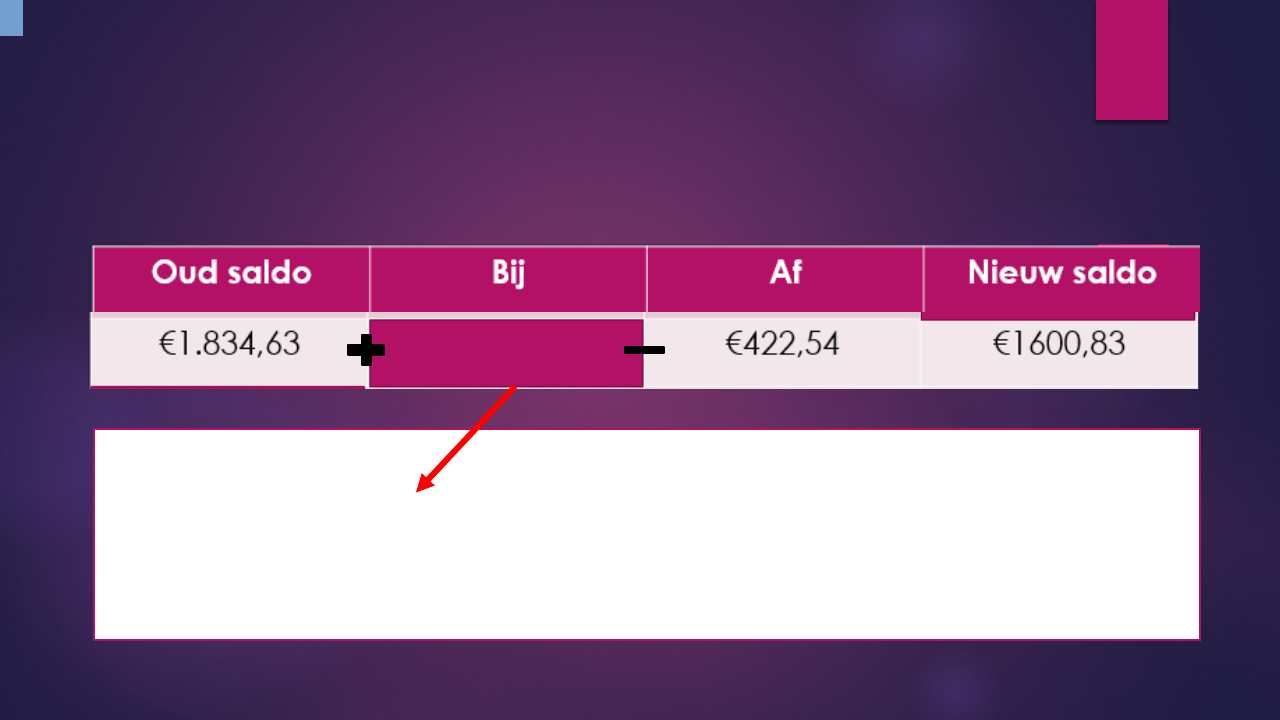 Oud saldo Bij Af Nieuw saldo
€1.834,63 + − €422,54 €1600,83